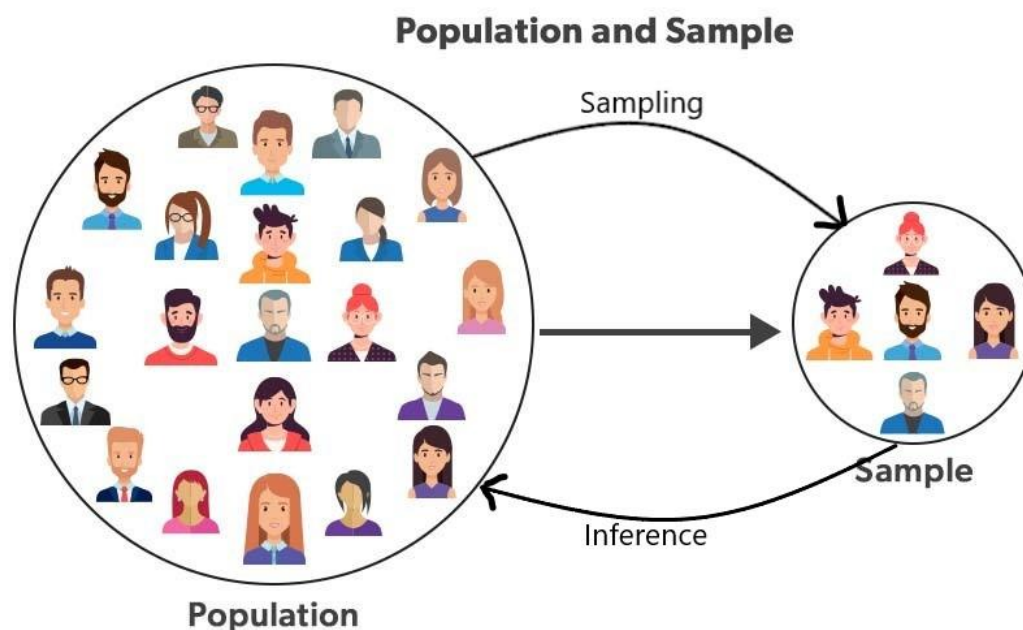 Population and Sample
Sampling
Sample
Inference
Population